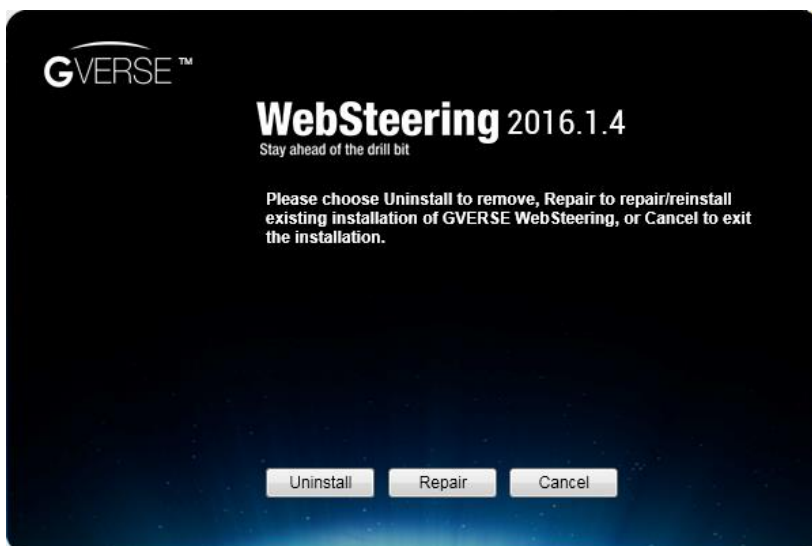 GVERSE™
WebSteering 2016.1.4
Stay ahead of the drill bit
Please choose Uninstall to remove, Repair to repair/reinstall
existing installation of GVERSE WebSteering, or Cancel to exit
the installation.
Uninstall Repair Cancel